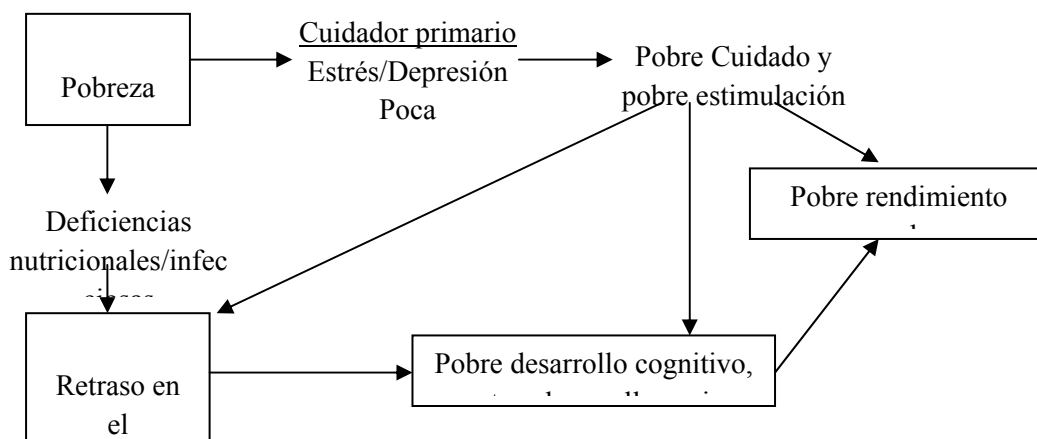 Cuidador primario
Estrés/Depresión
Poca
Pobreza
Pobre Cuidado y
pobre estimulación
Pobre rendimiento
Deficiencias
nutricionales/infec
Retraso en
el
Pobre desarrollo cognitivo,